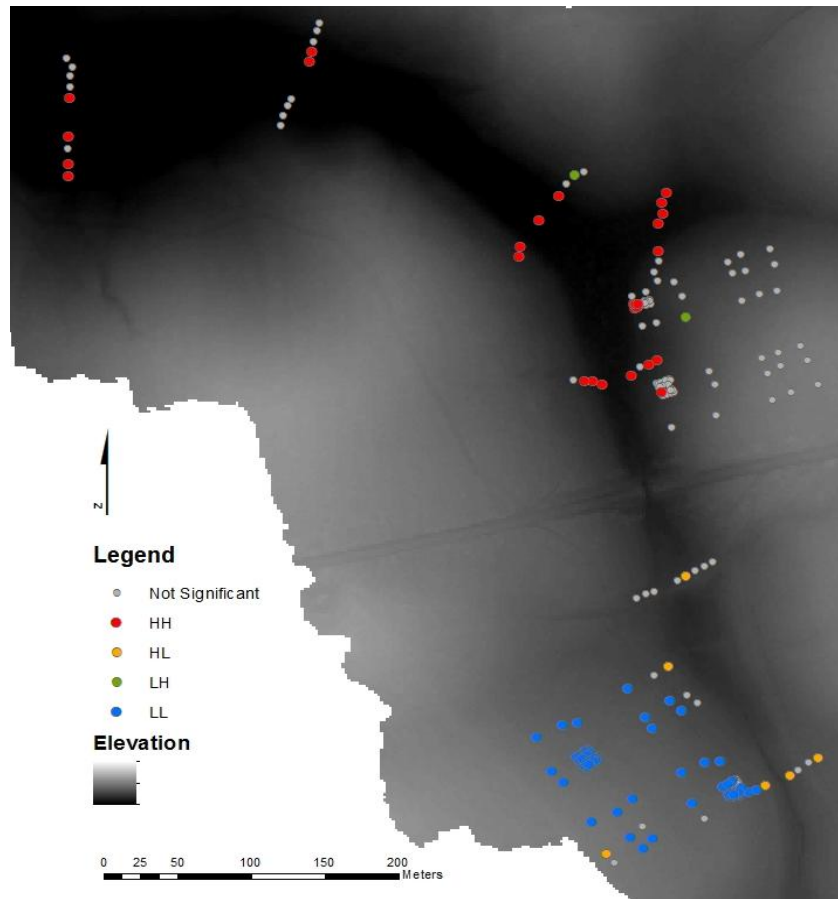 N
Legend
Not Significant
HH
HL
LH
LL
Elevation
0 25 50 100 150 200
Meters